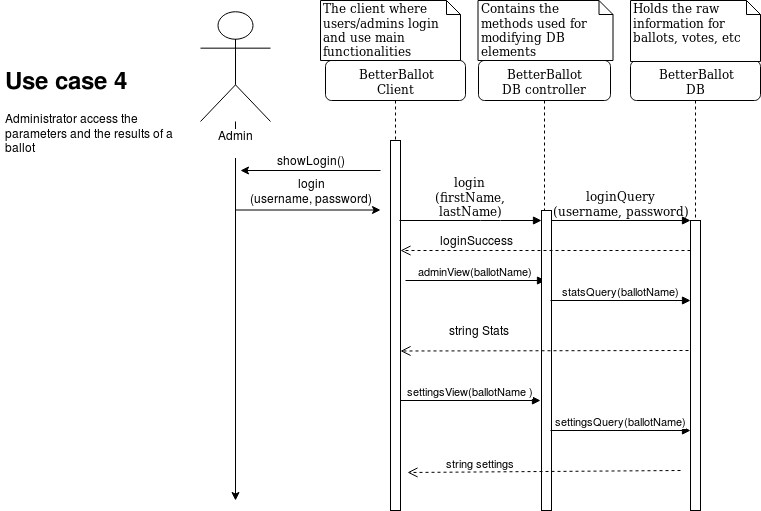 The client where
users/admins login
and use main
functionalities
Contains the
methods used for
modifying DB
elements
Holds the raw
information for
ballots, votes, etc
BetterBallot
Client
BetterBallot
DB controller
BetterBallot
DB
Use case 4
Administrator access the
parameters and the results of a
ballot
Admin
showLogin()
login
(username, password)
login
(firstName,
lastName)
loginQuery
(username, password)
loginSuccess
adminView(ballotName)
statsQuery(ballotName)
string Stats
settingsView(ballotName )
settingsQuery(ballotName)
string settings